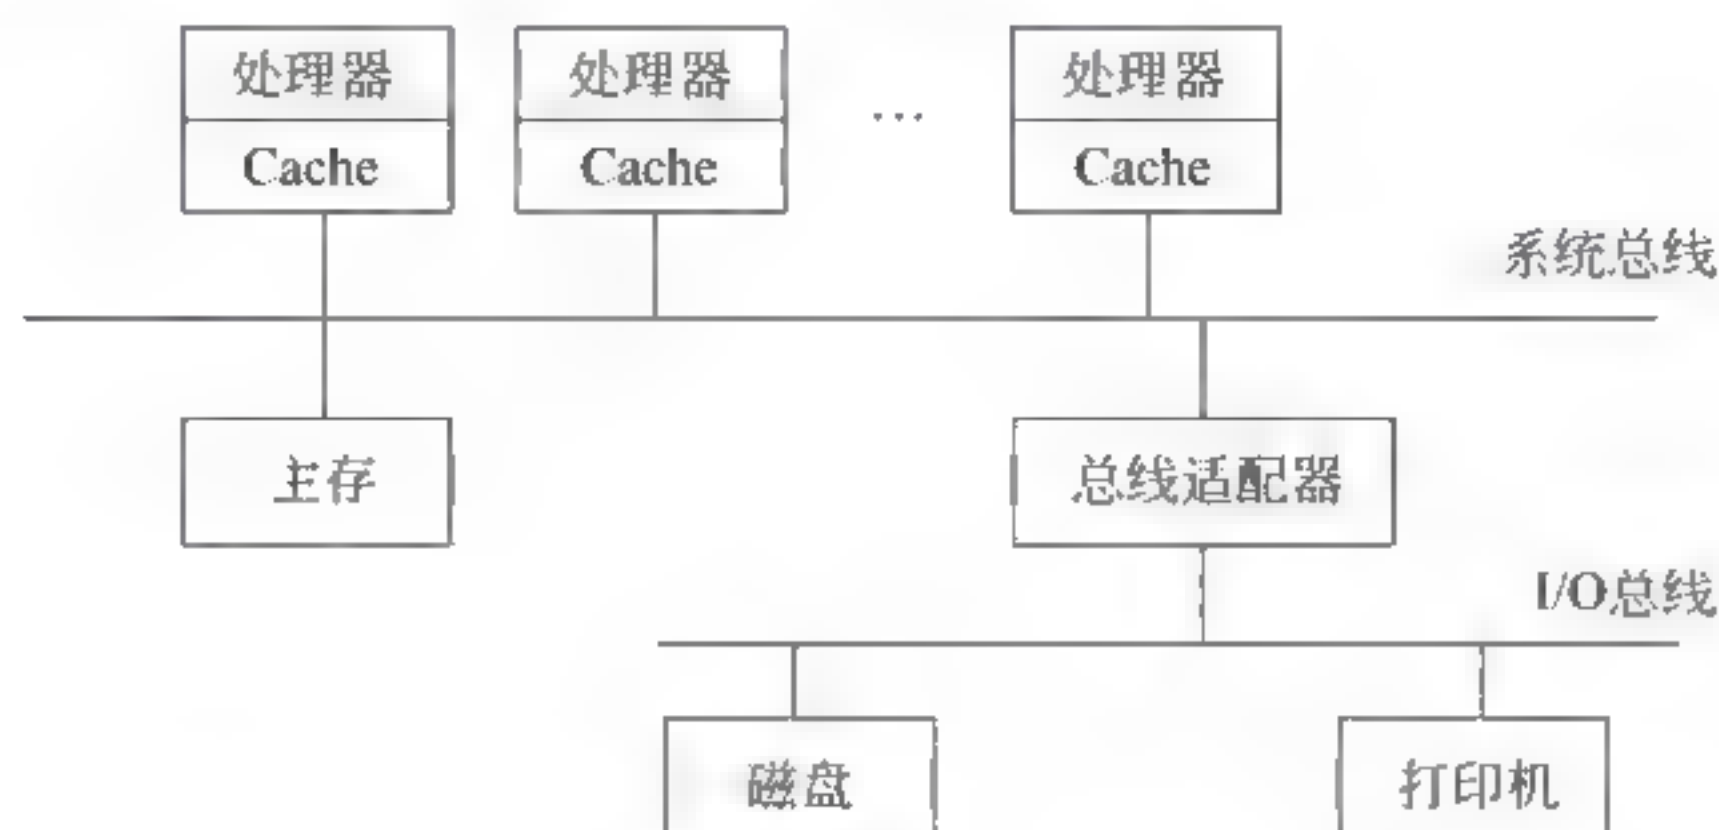 处理器 处理器 … 处理器
Cache Cache Cache
系统总线
主存 总线适配器
I/O总线
磁盘 打印机